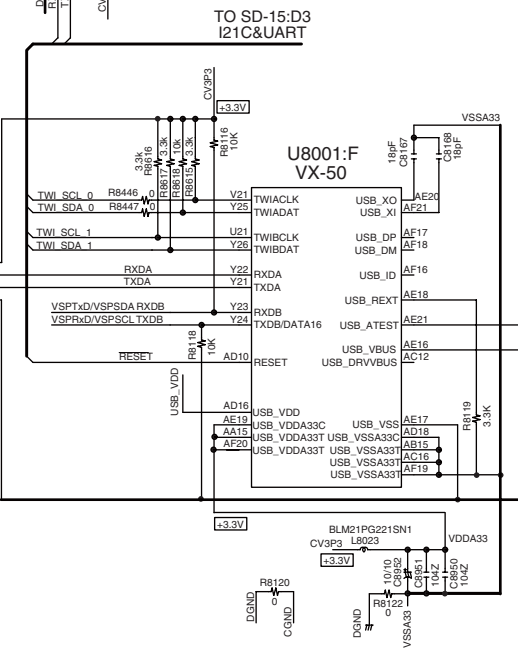 TO SD-15:D3
I21C&UART
CV3P3
+3.3V
3.3k
R8616
R8617
3.3k
R8618
10k
R8615
3.3k
R8116
10K
U8001:F
VX-50
18pF
C8167
C8168
18pF
VSSA33
TWI_SCL_0
R8446
0
V21
TWIACLK
USB_XO
AE20
TWI_SDA_0
R8447
0
Y25
TWIADAT
USB_XI
AF21
TWI_SCL_1
U21
TWIBCLK
USB_DP
AF17
TWI_SDA_1
Y26
TWIBDAT
USB_DM
AF18
RXDA
Y22
RXDA
USB_ID
AF16
TXDA
Y21
TXDA
USB_REXT
AE18
VSPTxD/VSPSDA RXDB
Y23
RXDB
VSPRxD/VSPSCL TXDB
Y24
TXDB/DATA16
USB_ATEST
AE21
R8118
10K
USB_VBUS
AE16
RESET
AD10
RESET
USB_DRVVBUS
AC12
USB_VDD
R8119
3.3K
AD16
USB_VDD
AE19
USB_VDDA33C
USB_VSS
AE17
AA15
USB_VDDA33T
USB_VSSA33C
AD18
AF20
USB_VDDA33T
USB_VSSA33T
AB15
USB_VSSA33T
AC16
USB_VSSA33T
AF19
+3.3V
BLM21PG221SN1
CV3P3
L8023
VDDA33
+3.3V
10/10
C8952
C8951
104Z
C8950
104Z
R8120
0
DGND
CGND
R8122
0
DGND
VSSA33